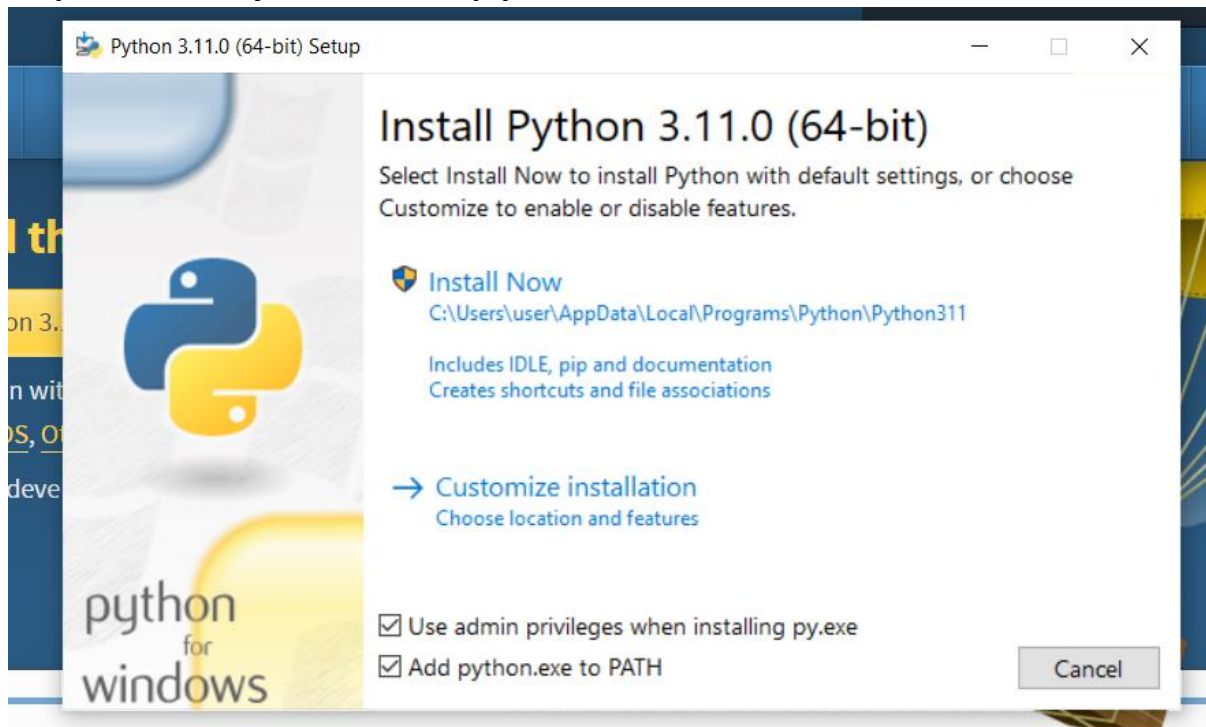 Python 3.11.0 (64-bit) Setup
Install Python 3.11.0 (64-bit)
Select Install Now to install Python with default settings, or choose
Customize to enable or disable features.
Install Now
C:\Users\user\AppData\Local\Programs\Python\Python311
Includes IDLE, pip and documentation
Creates shortcuts and file associations
Customize installation
Choose location and features
python
for
windows
Use admin privileges when installing py.exe
Add python.exe to PATH
Cancel